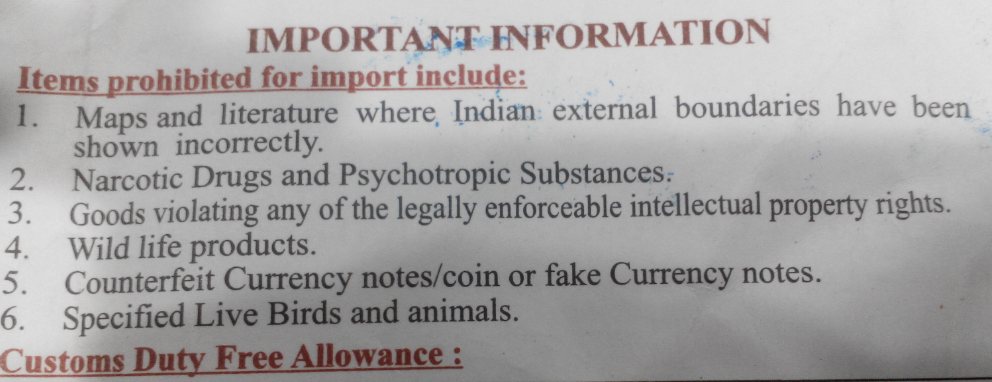 IMPORTANT INFORMATION
Items prohibited for import include:
1. Maps and literature where Indian external boundaries have been
shown incorrectly.
2. Narcotic Drugs and Psychotropic Substances.
3. Goods violating any of the legally enforceable intellectual property rights.
4. Wild life products.
5. Counterfeit Currency notes/coin or fake Currency notes.
6. Specified Live Birds and animals.
Customs Duty Free Allowance :